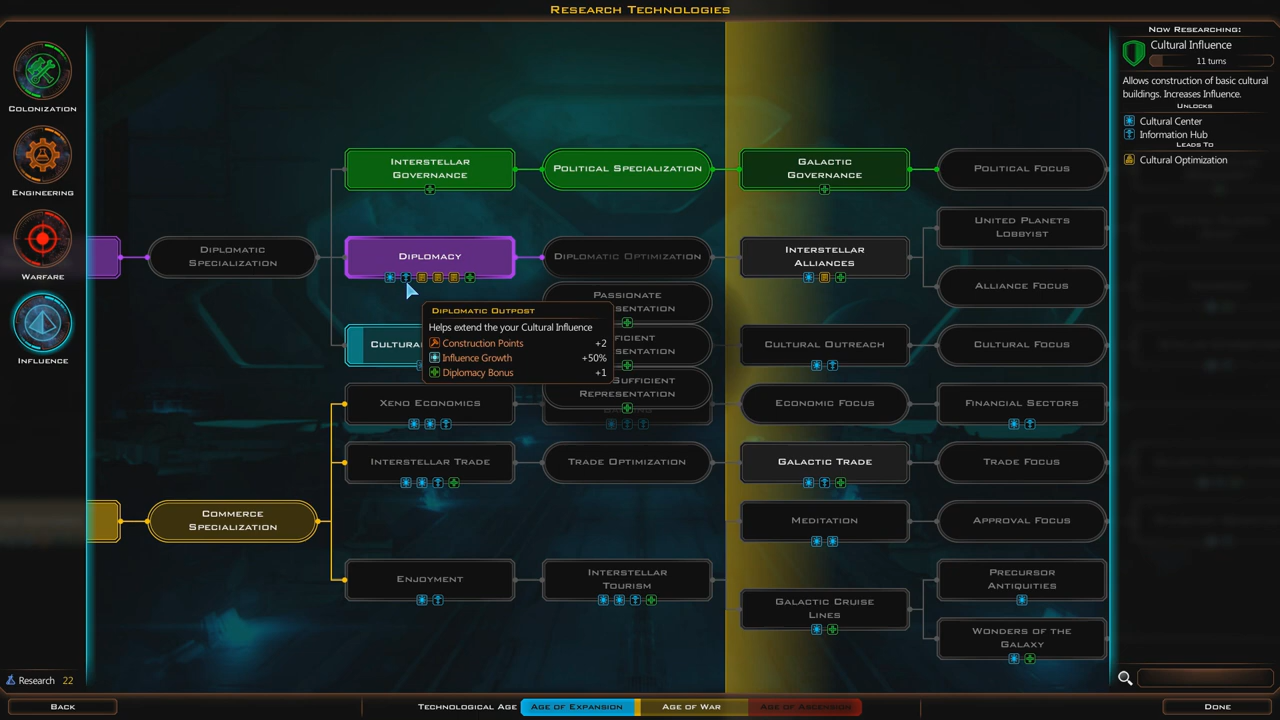 Research Technologies
Colonization
Engineering
Warfare
Influence
Research 22
Interstellar
Governance
Political Specialization
Galactic
Governance
Political Focus
Diplomatic
Specialization
Diplomacy
Diplomatic Optimization
Interstellar
Alliances
United Planets
Lobbyist
Alliance Focus
Passionate
Diplomatic Outpost
Helps extend the your Cultural Influence
Construction Points +2
Influence Growth +50%
Diplomacy Bonus +1
Cultural Outreach
Cultural Focus
Representation
Xeno Economics
Economic Focus
Financial Sectors
Interstellar Trade
Trade Optimization
Galactic Trade
Trade Focus
Commerce
Specialization
Meditation
Approval Focus
Enjoyment
Interstellar
Tourism
Galactic Cruise
Lines
Precursor
Antiquities
Wonders of the
Galaxy
Now Researching:
Cultural Influence
11 turns
Allows construction of basic cultural
buildings. Increases Influence.
Unlocks
Cultural Center
Information Hub
Leads To
Cultural Optimization
Back
Technological Age
Age of Expansion
Age of War
Age of Ascension
Done